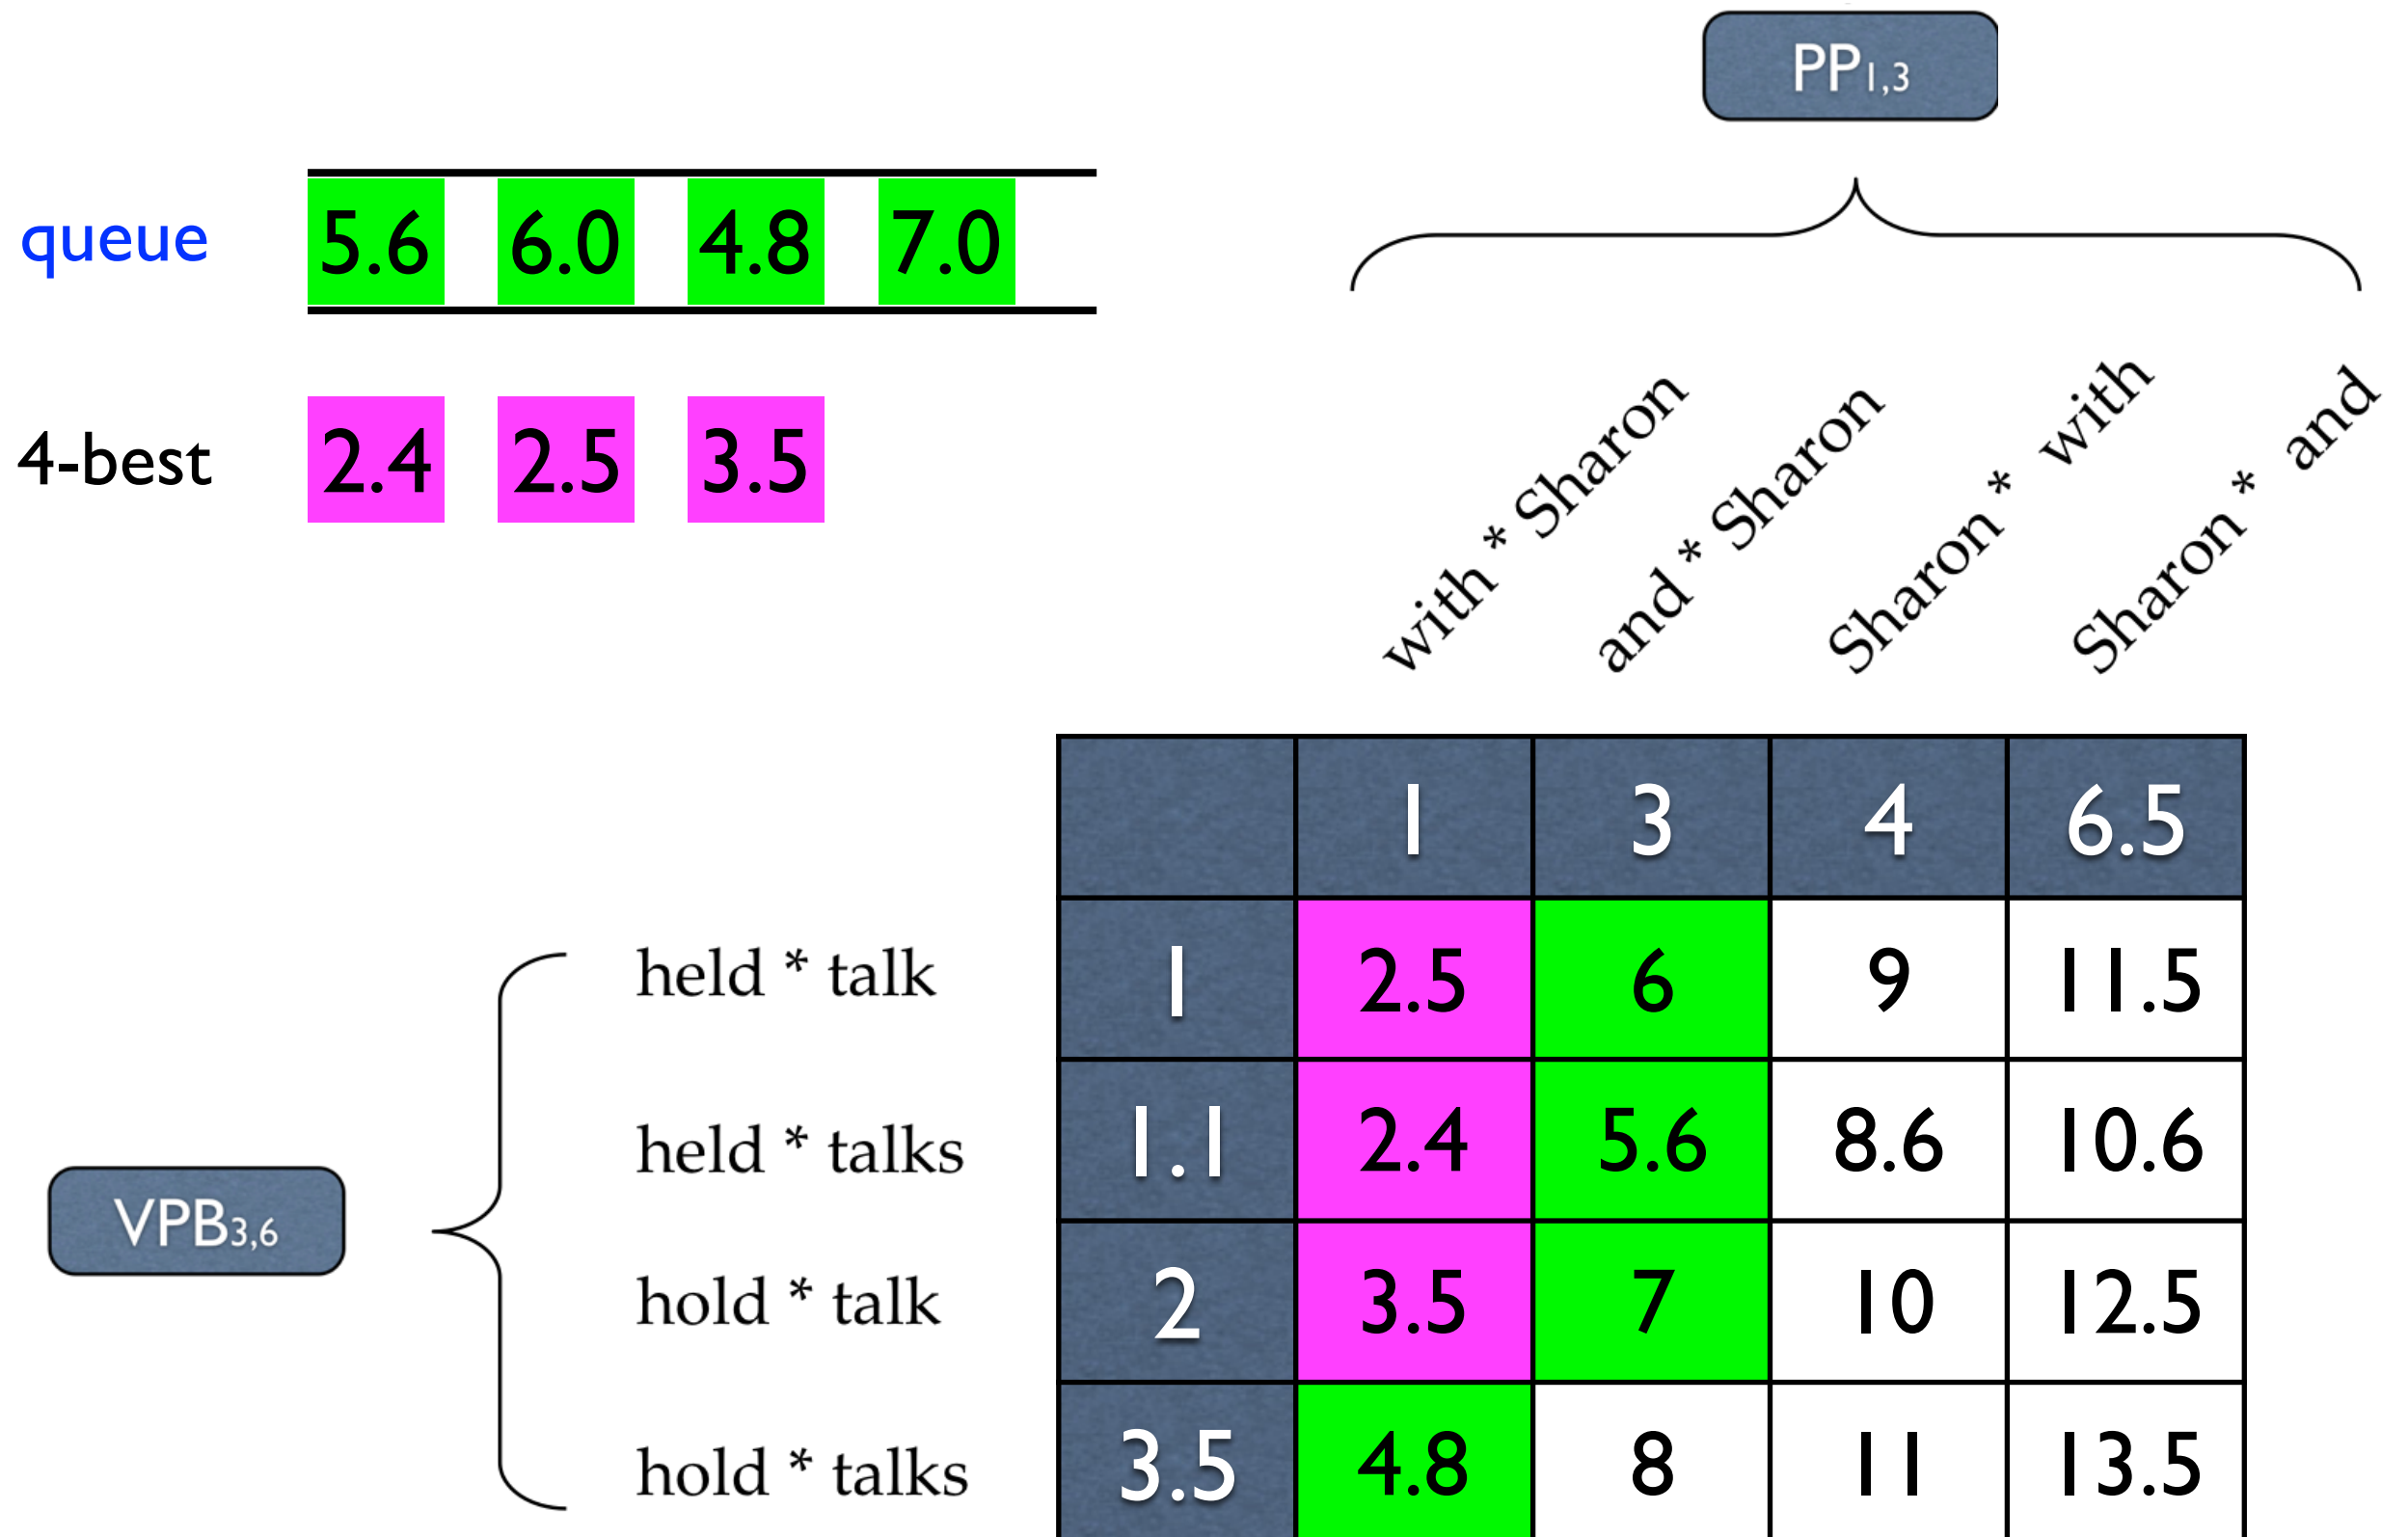 PP1,3
queue 5.6 6.0 4.8 7.0
4-best 2.4 2.5 3.5
with * Sharon
and * Sharon
Sharon * with
Sharon * and
1 3 4 6.5
held * talk 1 2.5 6 9 11.5
held * talks 1.1 2.4 5.6 8.6 10.6
VPB3,6
hold * talk 2 3.5 7 10 12.5
hold * talks 3.5 4.8 8 11 13.5